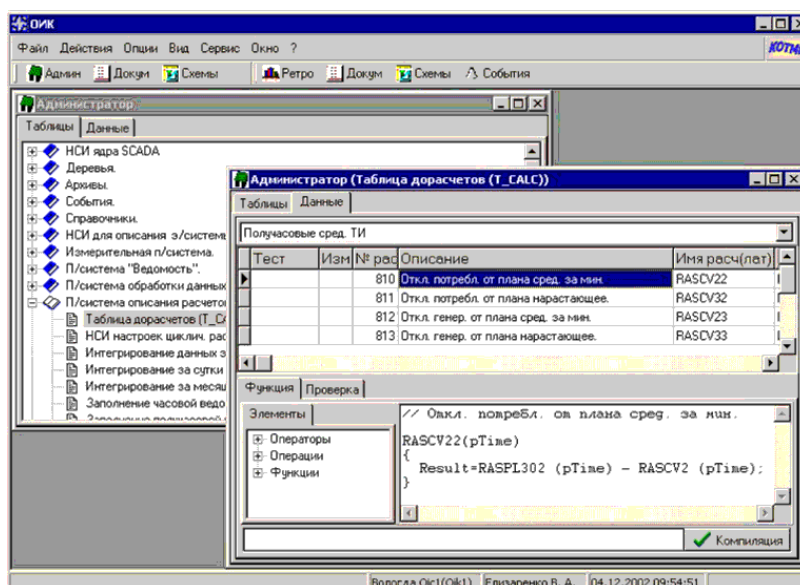 ОИК
Файл Действия Опции Вид Сервис Окно ?
Админ Докум Схемы Ретро Докум Схемы События
Администратор
Таблицы Данные
НСИ ядра SCADA
Деревья.
Архивы.
События.
Справочники.
НСИ для описания э/систем
Измерительная п/система.
П/система "Ведомость".
П/система обработки данных
П/система описания расчетов
Таблица дорасчетов (T_CA
НСИ настроек циклич. рас
Интегрирование данных э
Интегрирование за сутки
Интегрирование за месяц
Заполнение часовой ведо
Администратор (Таблица дорасчетов (T_CALC))
Таблицы Данные
Получасовые сред. ТИ
Тест Изм № рас Описание Имя расч(лат)
810 Откл. потребл. от плана сред. за мин. RASCV22
811 Откл. потребл. от плана нарастающее. RASCV32
812 Откл. генер. от плана сред. за мин. RASCV23
813 Откл. генер. от плана нарастающее. RASCV33
Функция Проверка
Элементы
Операторы
Операции
Функции
// Откл. потребл. от плана сред. за мин.
RASCV22(pTime)
{
Result=RASPL302 (pTime) - RASCV2 (pTime);
}
Компиляция
Вологда Oic1(Oik1) Елизаренко В. А. 04.12.2002 09:54:51